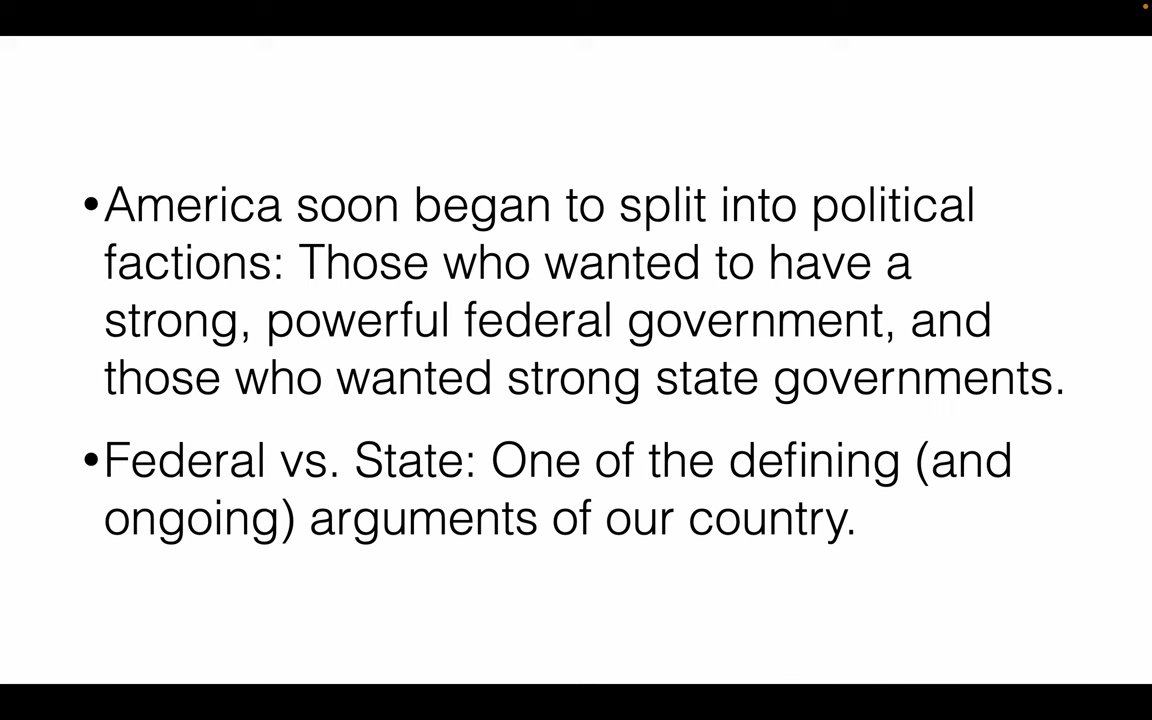 •America soon began to split into political
factions: Those who wanted to have a
strong, powerful federal government, and
those who wanted strong state governments.
•Federal vs. State: One of the defining (and
ongoing) arguments of our country.